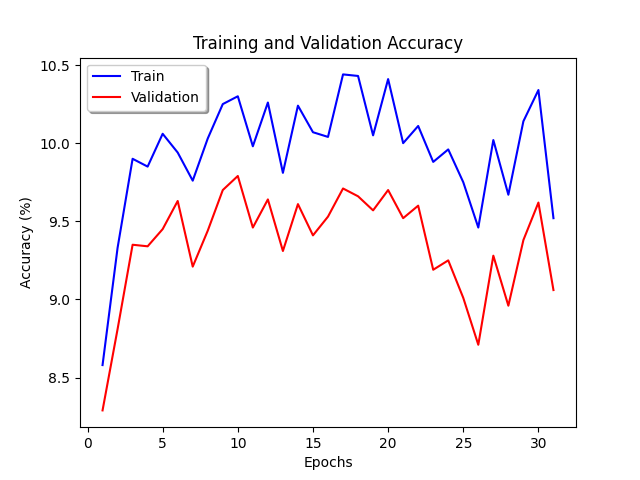 Training and Validation Accuracy
Train
Validation
Accuracy (%)
10.5
10.0
9.5
9.0
8.5
0 5 10 15 20 25 30
Epochs